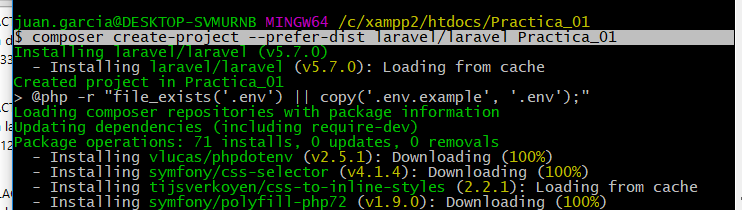 juan.garcia@DESKTOP-SVMURNB MINGW64 /c/xampp2/htdocs/Practica_01
$ composer create-project --prefer-dist laravel/laravel Practica_01
Installing laravel/laravel (v5.7.0)
  - Installing laravel/laravel (v5.7.0): Loading from cache
Created project in Practica_01
> @php -r "file_exists('.env') || copy('.env.example', '.env');"
Loading composer repositories with package information
Updating dependencies (including require-dev)
Package operations: 71 installs, 0 updates, 0 removals
  - Installing vlucas/phpdotenv (v2.5.1): Downloading (100%)
  - Installing symfony/css-selector (v4.1.4): Downloading (100%)
  - Installing tijsverkoyen/css-to-inline-styles (2.2.1): Loading from cache
  - Installing symfony/polyfill-php72 (v1.9.0): Downloading (100%)